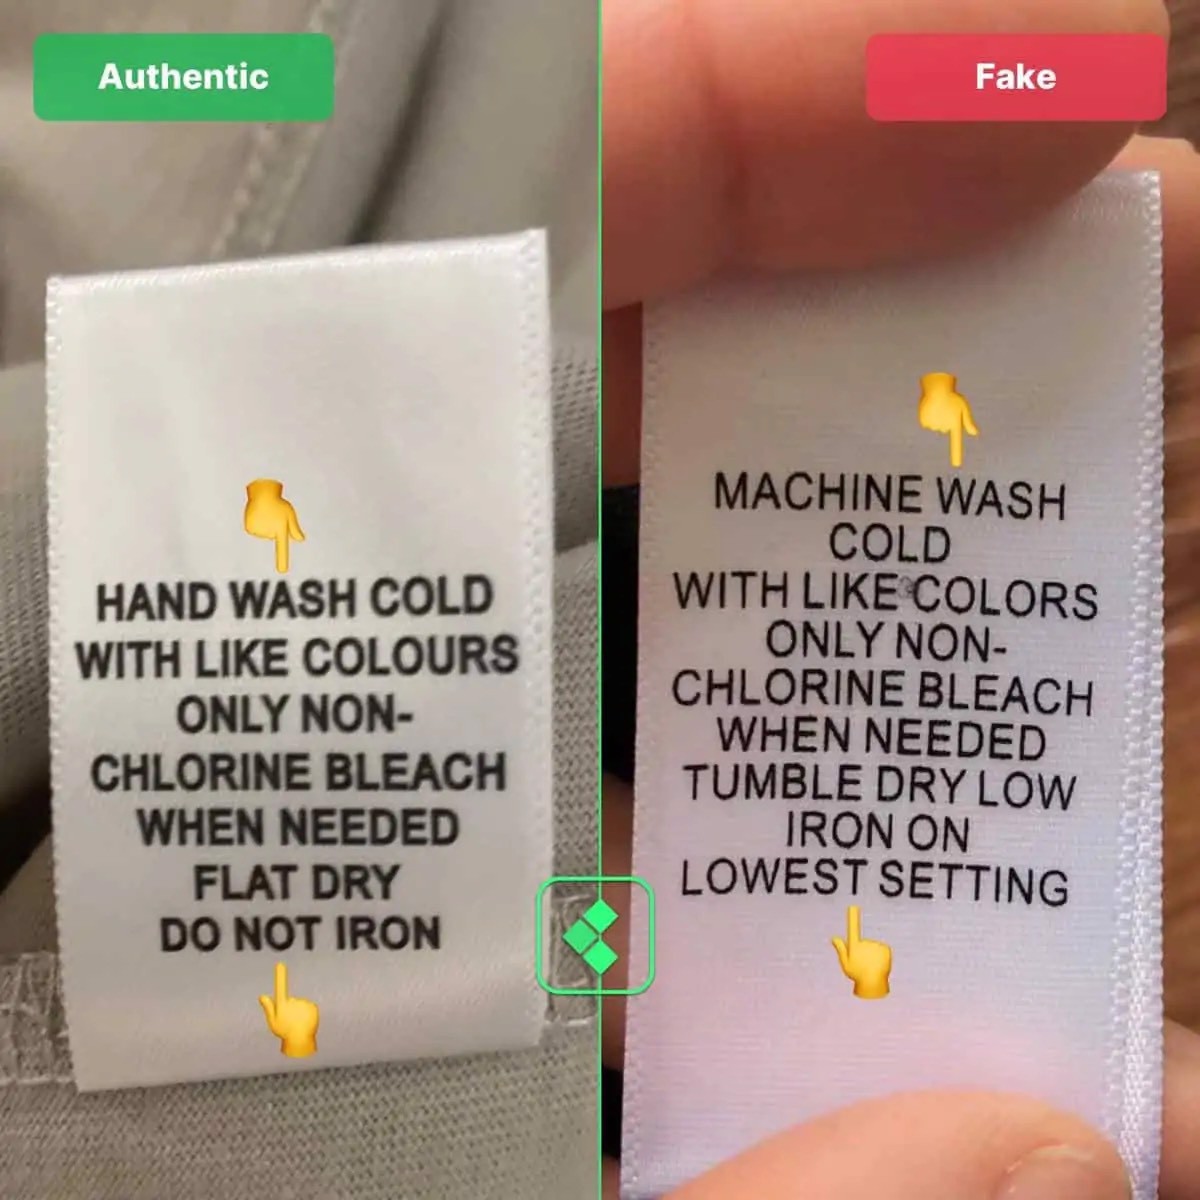 Authentic
HAND WASH COLD
WITH LIKE COLOURS
ONLY NON-
CHLORINE BLEACH
WHEN NEEDED
FLAT DRY
DO NOT IRON
Fake
MACHINE WASH
COLD
WITH LIKE COLORS
ONLY NON-
CHLORINE BLEACH
WHEN NEEDED
TUMBLE DRY LOW
IRON ON
LOWEST SETTING